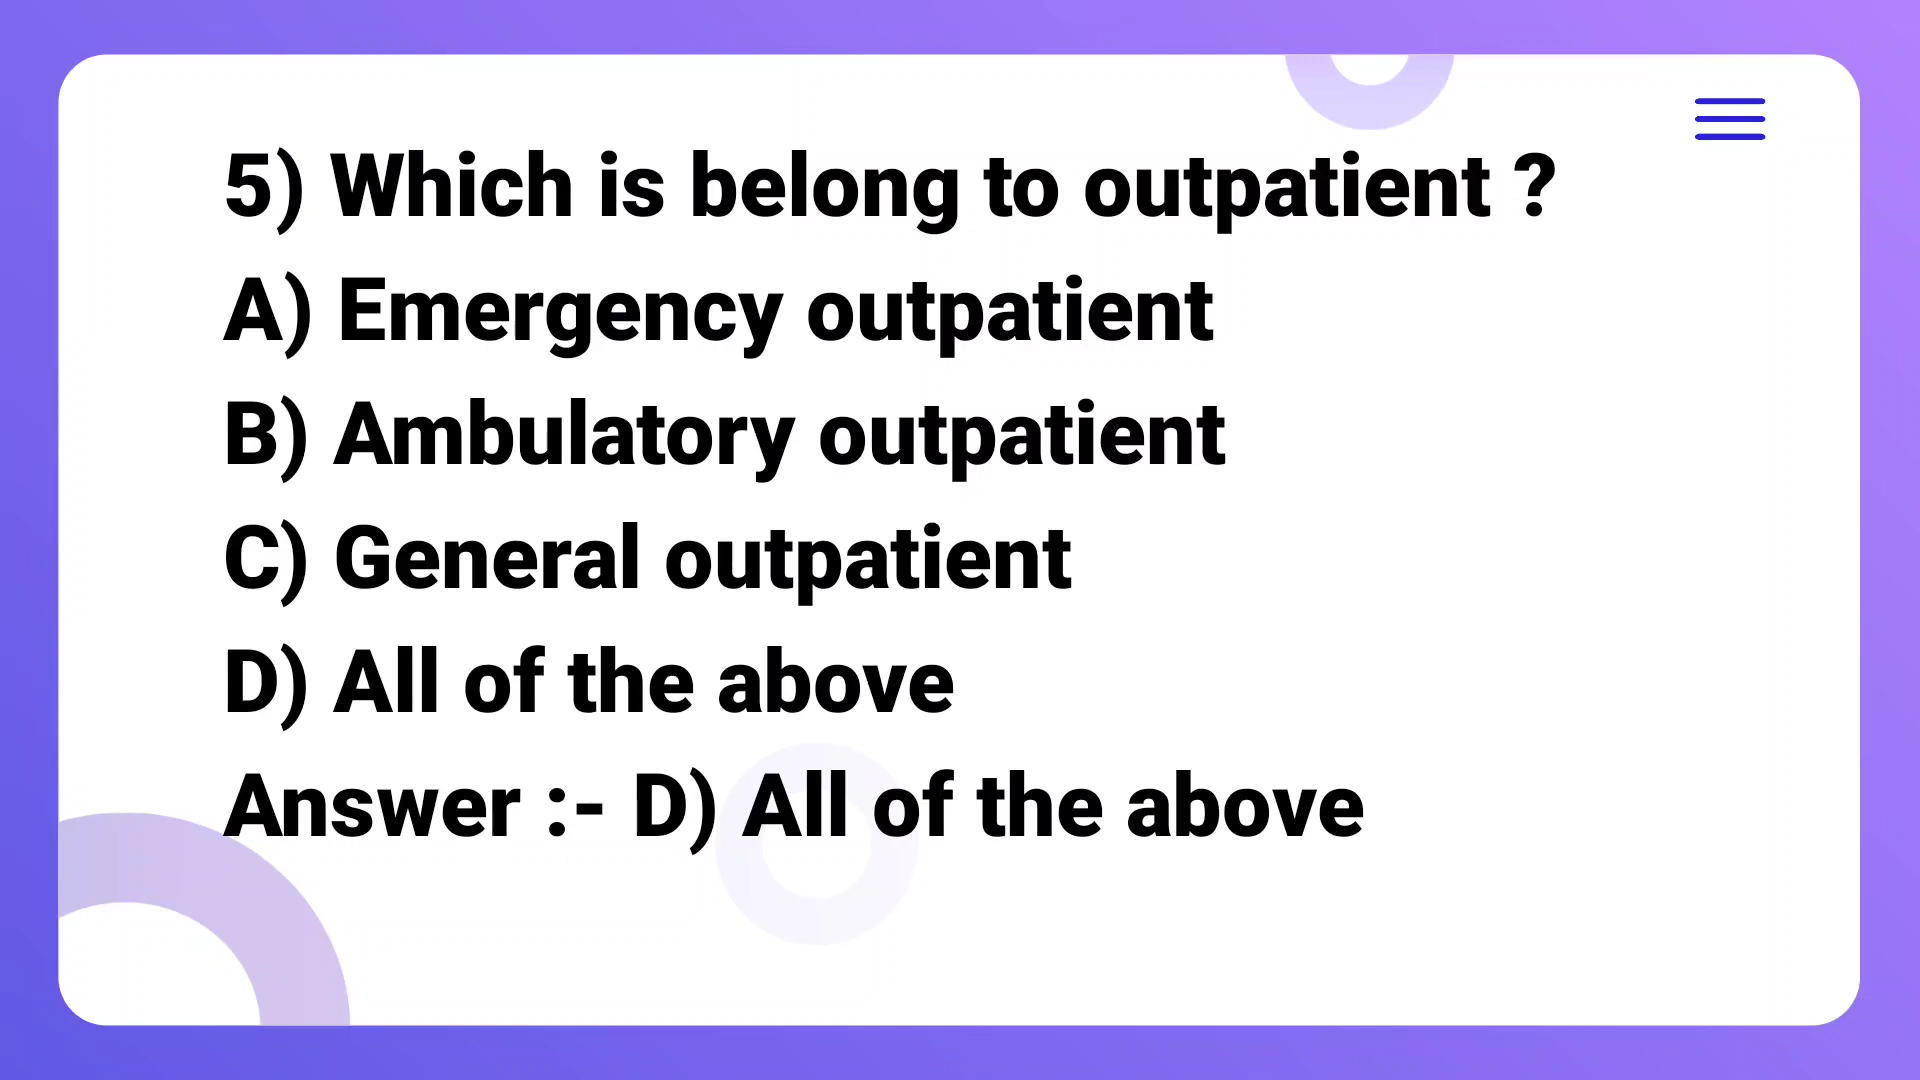 5) Which is belong to outpatient ?
A) Emergency outpatient
B) Ambulatory outpatient
C) General outpatient
D) All of the above
Answer :- D) All of the above